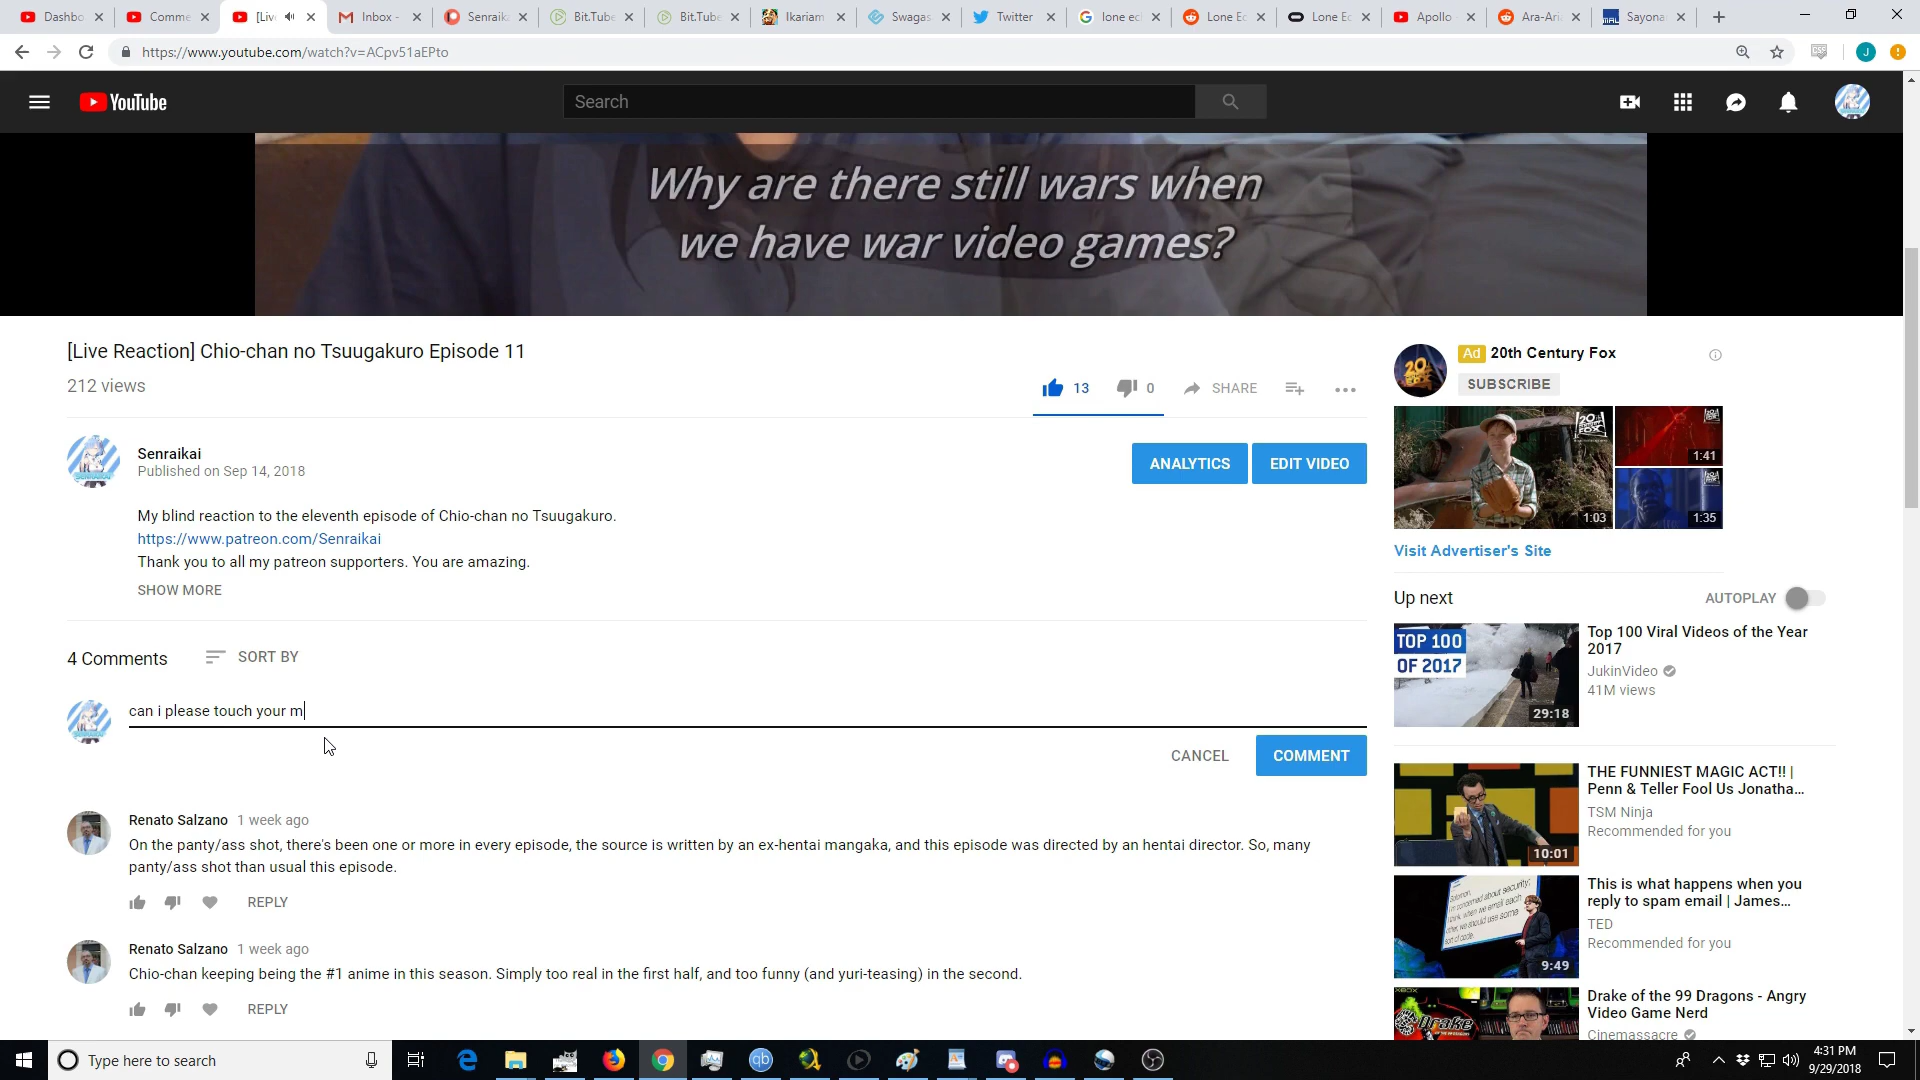 Dashbo
Comme
[Liv
Inbox -
Senraik
Bit.Tube
Bit.Tube
Ikariam
Swagas
Twitter
lone ec
Lone Ec
Lone Ec
Apollo
Ara-Ari
Sayona
https://www.youtube.com/watch?v=ACpv51aEPto
J
YouTube
Search
Why are there still wars when
we have war video games?
[Live Reaction] Chio-chan no Tsuugakuro Episode 11
212 views
13
0
SHARE
Senraikai
Published on Sep 14, 2018
ANALYTICS
EDIT VIDEO
My blind reaction to the eleventh episode of Chio-chan no Tsuugakuro.
https://www.patreon.com/Senraikai
Thank you to all my patreon supporters. You are amazing.
SHOW MORE
4 Comments
SORT BY
can i please touch your m
CANCEL
COMMENT
Renato Salzano 1 week ago
On the panty/ass shot, there's been one or more in every episode, the source is written by an ex-hentai mangaka, and this episode was directed by an hentai director. So, many
panty/ass shot than usual this episode.
REPLY
Renato Salzano 1 week ago
Chio-chan keeping being the #1 anime in this season. Simply too real in the first half, and too funny (and yuri-teasing) in the second.
REPLY
Ad 20th Century Fox
SUBSCRIBE
1:03
1:41
1:35
Visit Advertiser's Site
Up next
AUTOPLAY
TOP 100
OF 2017
29:18
Top 100 Viral Videos of the Year
2017
JukinVideo
41M views
10:01
THE FUNNIEST MAGIC ACT!! |
Penn & Teller Fool Us Jonatha...
TSM Ninja
Recommended for you
9:49
This is what happens when you
reply to spam email | James...
TED
Recommended for you
Drake of the 99 Dragons - Angry
Video Game Nerd
Cinemassacre
Type here to search
qb
4:31 PM
9/29/2018